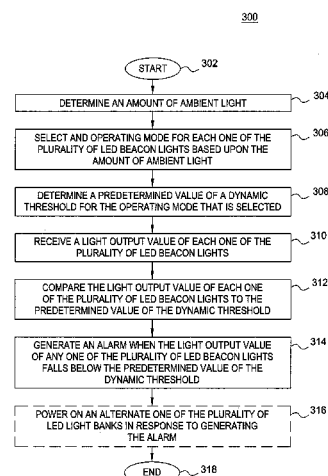 300
START
302
DETERMINE AN AMOUNT OF AMBIENT LIGHT
304
SELECT AND OPERATING MODE FOR EACH ONE OF THE
PLURALITY OF LED BEACON LIGHTS BASED UPON THE
AMOUNT OF AMBIENT LIGHT
306
DETERMINE A PREDETERMINED VALUE OF A DYNAMIC
THRESHOLD FOR THE OPERATING MODE THAT IS SELECTED
308
RECEIVE A LIGHT OUTPUT VALUE OF EACH ONE OF THE
PLURALITY OF LED BEACON LIGHTS
310
COMPARE THE LIGHT OUTPUT VALUE OF EACH ONE
OF THE PLURALITY OF LED BEACON LIGHTS TO THE
PREDETERMINED VALUE OF THE DYNAMIC THRESHOLD
312
GENERATE AN ALARM WHEN THE LIGHT OUTPUT VALUE
OF ANY ONE OF THE PLURALITY OF LED BEACON LIGHTS
FALLS BELOW THE PREDETERMINED VALUE OF
THE DYNAMIC THRESHOLD
314
POWER ON AN ALTERNATE ONE OF THE PLURALITY OF
LED LIGHT BANKS IN RESPONSE TO GENERATING
THE ALARM
316
END
318